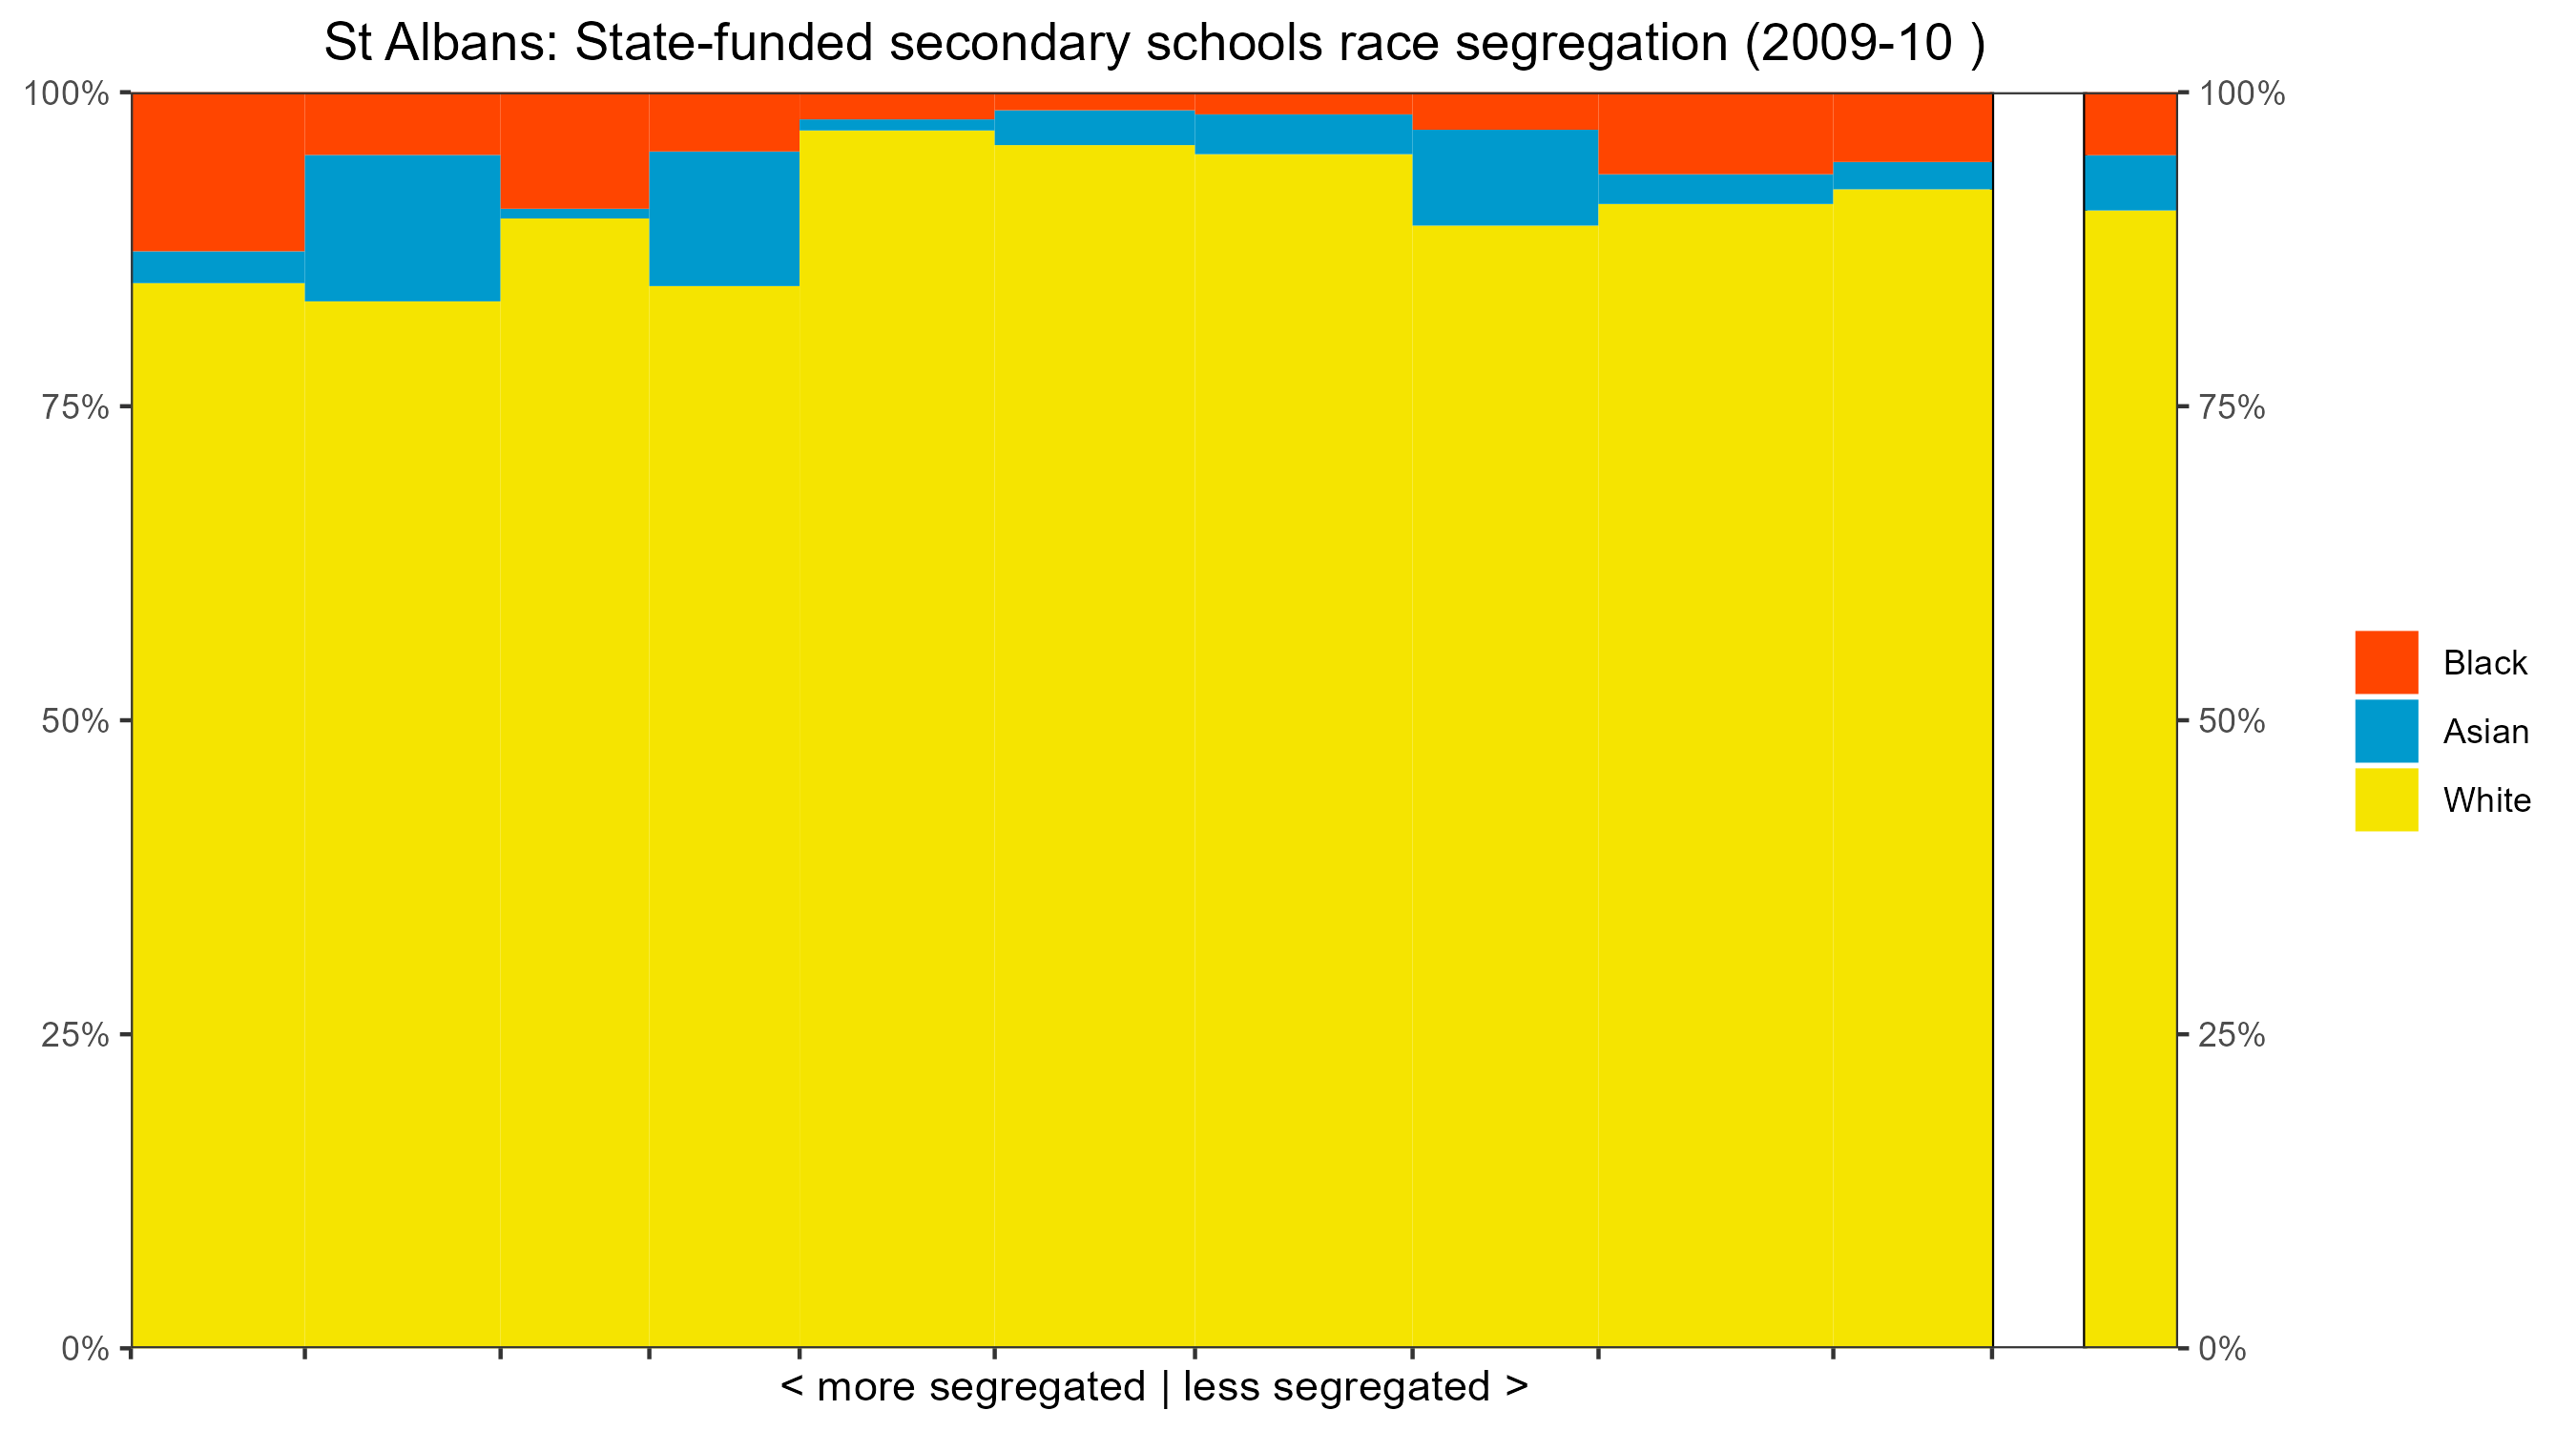 St Albans: State-funded secondary schools race segregation (2009-10 )
100%
75%
50%
25%
0%
100%
75%
50%
25%
0%
Black
Asian
White
< more segregated | less segregated >